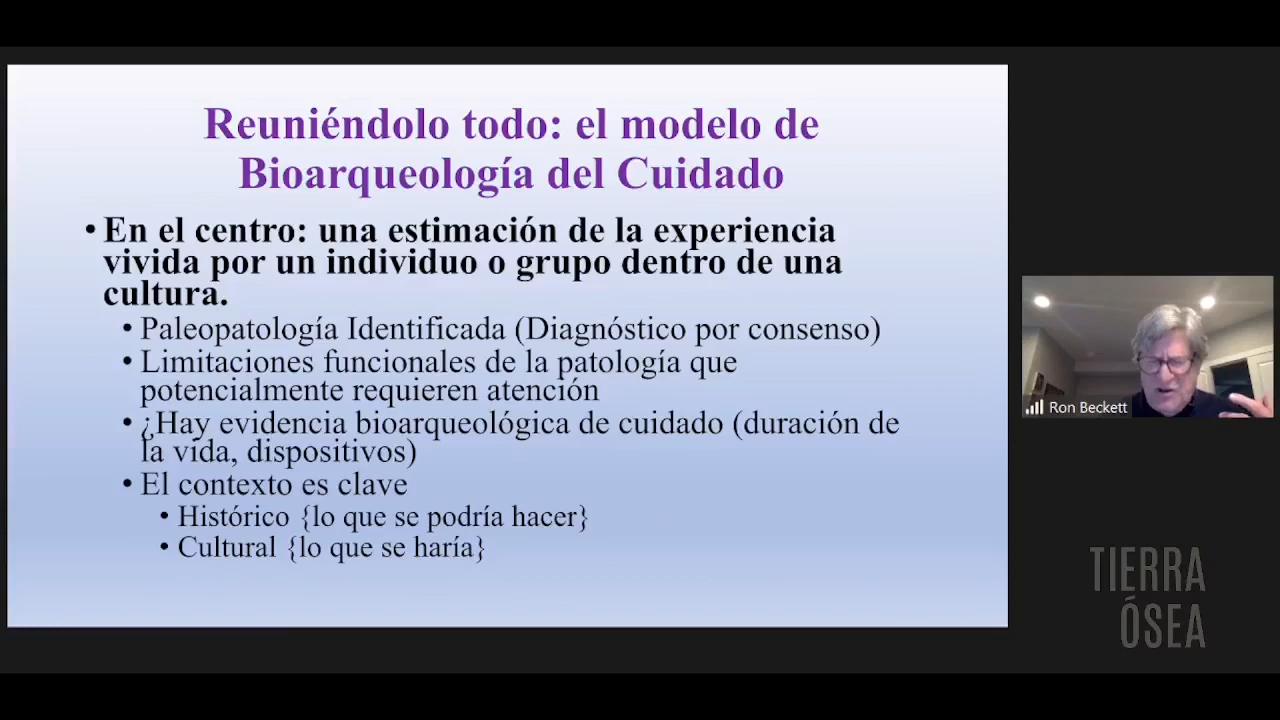 Reuniéndolo todo: el modelo de
Bioarqueología del Cuidado
• En el centro: una estimación de la experiencia
vivida por un individuo o grupo dentro de una
cultura.
• Paleopatología Identificada (Diagnóstico por consenso)
• Limitaciones funcionales de la patología que
potencialmente requieren atención
• ¿Hay evidencia bioarqueológica de cuidado (duración de
la vida, dispositivos)
• El contexto es clave
• Histórico {lo que se podría hacer}
• Cultural {lo que se haría}
Ron Beckett
TIERRA
ÓSEA